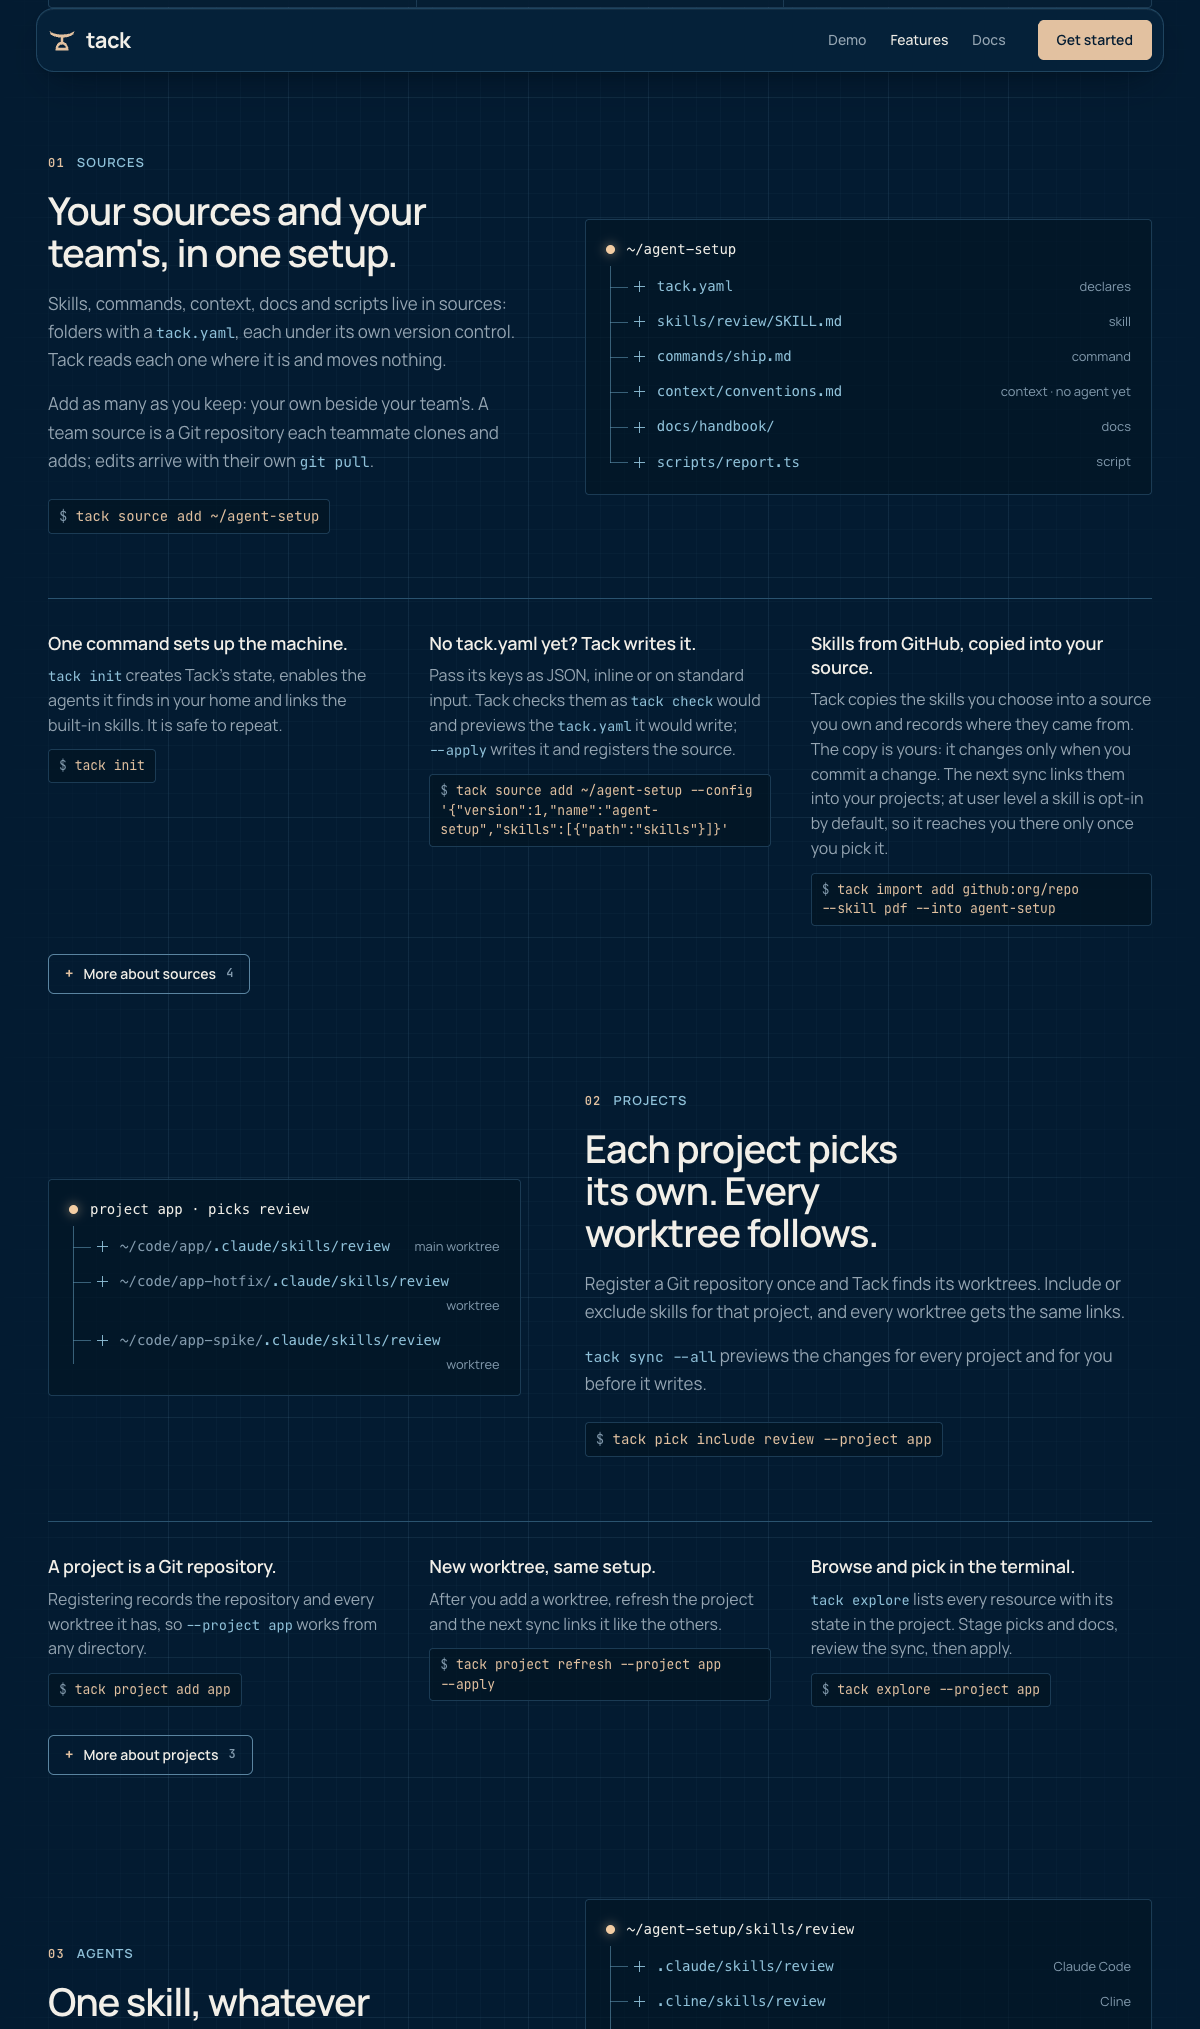 tack
Demo
Features
Docs
Get started
01 SOURCES
Your sources and your
team's, in one setup.
Skills, commands, context, docs and scripts live in sources:
folders with a tack.yaml, each under its own version control.
Tack reads each one where it is and moves nothing.
Add as many as you keep: your own beside your team's. A
team source is a Git repository each teammate clones and
adds; edits arrive with their own git pull.
$ tack source add ~/agent-setup
~/agent-setup
tack.yaml declares
skills/review/SKILL.md skill
commands/ship.md command
context/conventions.md context · no agent yet
docs/handbook/ docs
scripts/report.ts script
One command sets up the machine.
tack init creates Tack's state, enables the
agents it finds in your home and links the
built-in skills. It is safe to repeat.
$ tack init
No tack.yaml yet? Tack writes it.
Pass its keys as JSON, inline or on standard
input. Tack checks them as tack check would
and previews the tack.yaml it would write;
--apply writes it and registers the source.
$ tack source add ~/agent-setup --config
'{"version":1,"name":"agent-
setup","skills":[{"path":"skills"}]}'
Skills from GitHub, copied into your
source.
Tack copies the skills you choose into a source
you own and records where they came from.
The copy is yours: it changes only when you
commit a change. The next sync links them
into your projects; at user level a skill is opt-in
by default, so it reaches you there only once
you pick it.
$ tack import add github:org/repo
--skill pdf --into agent-setup
+ More about sources 4
02 PROJECTS
Each project picks
its own. Every
worktree follows.
Register a Git repository once and Tack finds its worktrees. Include or
exclude skills for that project, and every worktree gets the same links.
tack sync --all previews the changes for every project and for you
before it writes.
$ tack pick include review --project app
project app · picks review
~/code/app/.claude/skills/review main worktree
~/code/app-hotfix/.claude/skills/review
worktree
~/code/app-spike/.claude/skills/review
worktree
A project is a Git repository.
Registering records the repository and every
worktree it has, so --project app works from
any directory.
$ tack project add app
New worktree, same setup.
After you add a worktree, refresh the project
and the next sync links it like the others.
$ tack project refresh --project app
--apply
Browse and pick in the terminal.
tack explore lists every resource with its
state in the project. Stage picks and docs,
review the sync, then apply.
$ tack explore --project app
+ More about projects 3
03 AGENTS
One skill, whatever
~/agent-setup/skills/review
.claude/skills/review Claude Code
.cline/skills/review Cline